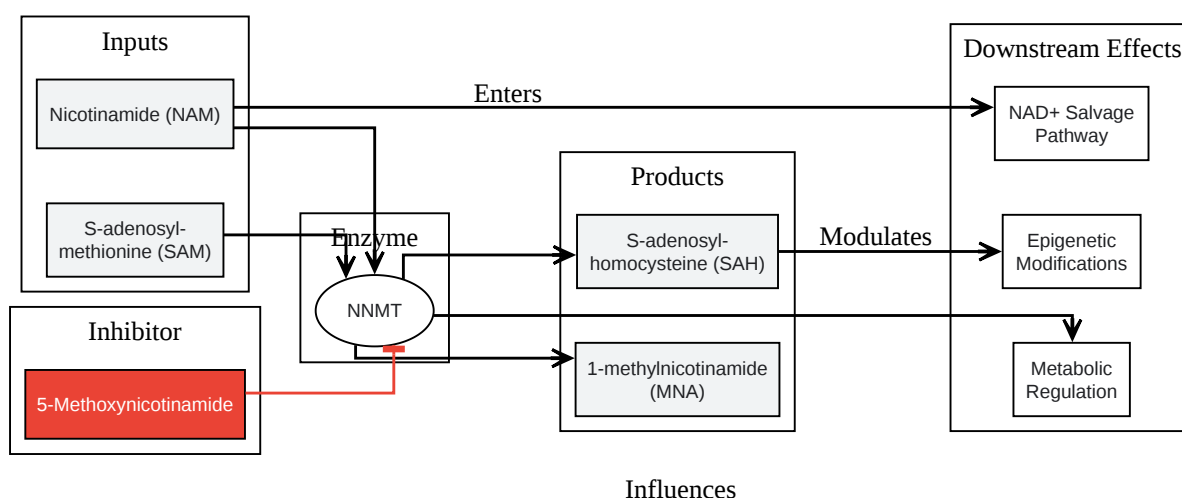 Inputs
Nicotinamide (NAM)
S-adenosyl-
methionine (SAM)
Inhibitor
5-Methoxynicotinamide
Enzyme
NNMT
Enters
Products
S-adenosyl-
homocysteine (SAH)
1-methylnicotinamide
(MNA)
Modulates
Downstream Effects
NAD+ Salvage
Pathway
Epigenetic
Modifications
Metabolic
Regulation
Influences